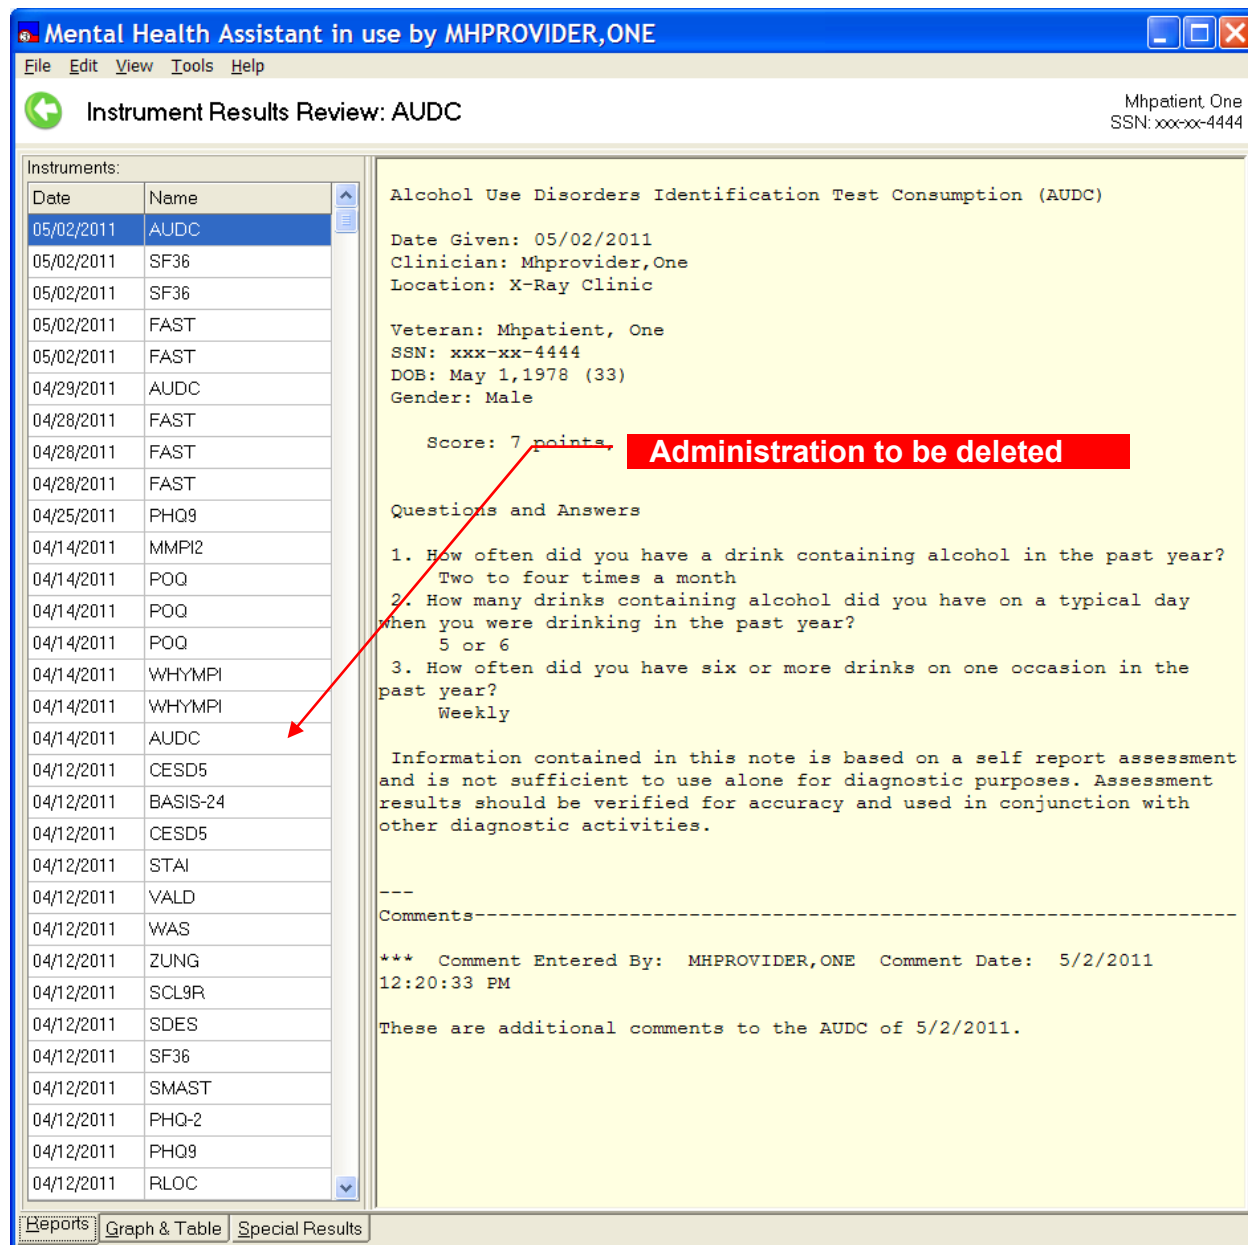 Mental Health Assistant in use by MHPROVIDER,ONE
File Edit View Tools Help
Instrument Results Review: AUDC
Mhpatient, One
SSN: xxx-xx-4444
Instruments:
Date Name
05/02/2011 AUDC
05/02/2011 SF36
05/02/2011 SF36
05/02/2011 FAST
05/02/2011 FAST
04/29/2011 AUDC
04/28/2011 FAST
04/28/2011 FAST
04/28/2011 FAST
04/25/2011 PHQ9
04/14/2011 MMPI2
04/14/2011 POQ
04/14/2011 POQ
04/14/2011 POQ
04/14/2011 WHYMPI
04/14/2011 WHYMPI
04/14/2011 AUDC
04/12/2011 CESD5
04/12/2011 BASIS-24
04/12/2011 CESD5
04/12/2011 STAI
04/12/2011 VALD
04/12/2011 WAS
04/12/2011 ZUNG
04/12/2011 SCL9R
04/12/2011 SDES
04/12/2011 SF36
04/12/2011 SMAST
04/12/2011 PHQ-2
04/12/2011 PHQ9
04/12/2011 RLOC
Alcohol Use Disorders Identification Test Consumption (AUDC)
Date Given: 05/02/2011
Clinician: Mhprovider,One
Location: X-Ray Clinic
Veteran: Mhpatient, One
SSN: xxx-xx-4444
DOB: May 1,1978 (33)
Gender: Male
Score: 7 points,
Administration to be deleted
Questions and Answers
1. How often did you have a drink containing alcohol in the past year?
Two to four times a month
2. How many drinks containing alcohol did you have on a typical day
when you were drinking in the past year?
5 or 6
3. How often did you have six or more drinks on one occasion in the
past year?
Weekly
Information contained in this note is based on a self report assessment
and is not sufficient to use alone for diagnostic purposes. Assessment
results should be verified for accuracy and used in conjunction with
other diagnostic activities.
---
Comments----------------------------------------------------------------
*** Comment Entered By: MHPROVIDER,ONE Comment Date: 5/2/2011
12:20:33 PM
These are additional comments to the AUDC of 5/2/2011.
Reports Graph & Table Special Results